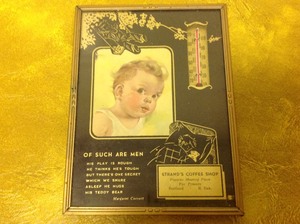 OF SUCH ARE MEN
HIS PLAY IS ROUGH
HE THINKS HE'S TOUGH
BUT THERE'S ONE SECRET
WHICH WE SHARE
ASLEEP HE HUGS
HIS TEDDY BEAR
STRAND'S COFFEE SHOP